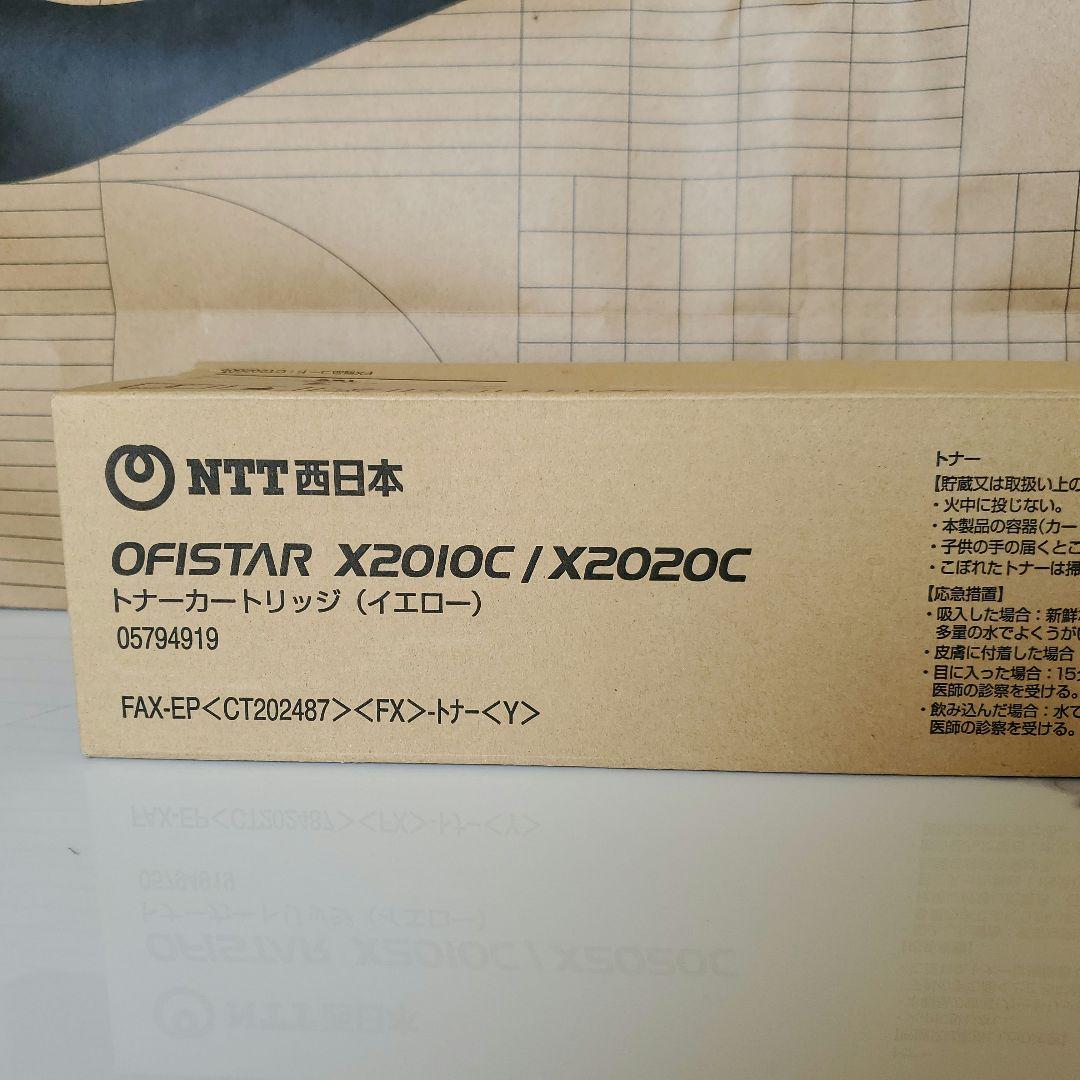 NTT西日本
OFISTAR X2010C / X2020C
トナーカートリッジ（イエロー）
05794919
FAX-EP<CT202487><FX>-ﾄﾅｰ<Y>
トナー
【貯蔵又は取扱い上の
・火中に投じない。
・本製品の容器（カー
・子供の手の届くとこ
・こぼれたトナーは掃
【応急措置】
・吸入した場合：新鮮
多量の水でよくうがい
・皮膚に付着した場合
・目に入った場合：15分
医師の診察を受ける。
・飲み込んだ場合：水で
医師の診察を受ける。